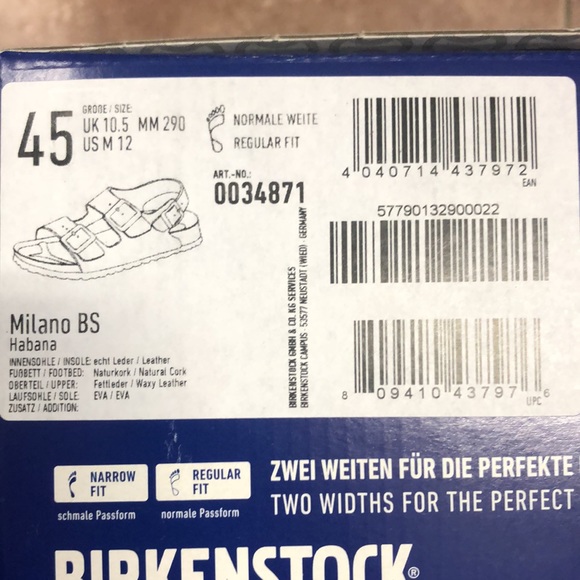 45
GRÖßE / SIZE:
UK 10.5 MM 290
US M 12
NORMALE WEITE
REGULAR FIT
ART.-NO.:
0034871
4 040714 437972
EAN
57790132900022
8 09410 43797 6
UPC
BIRKENSTOCK GMBH & CO. KG SERVICES
BIRKENSTOCK CAMPUS · 53577 NEUSTADT (WIED) · GERMANY
Milano BS
Habana
INNENSOHLE / INSOLE: echt Leder / Leather
FUßBETT / FOOTBED: Naturkork / Natural Cork
OBERTEIL / UPPER: Fettleder / Waxy Leather
LAUFSOHLE / SOLE: EVA / EVA
ZUSATZ / ADDITION:
NARROW
FIT
schmale Passform
REGULAR
FIT
normale Passform
ZWEI WEITEN FÜR DIE PERFEKTE
TWO WIDTHS FOR THE PERFECT
BIRKENSTOCK®